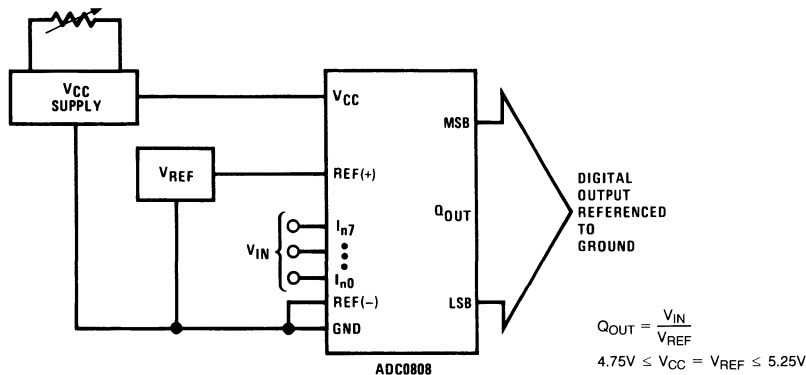 VCC
SUPPLY
VREF
VIN
VCC
REF(+)
In7
In0
REF(−)
GND
MSB
QOUT
LSB
ADC0808
DIGITAL
OUTPUT
REFERENCED
TO
GROUND
QOUT = VIN / VREF
4.75V ≤ VCC = VREF ≤ 5.25V